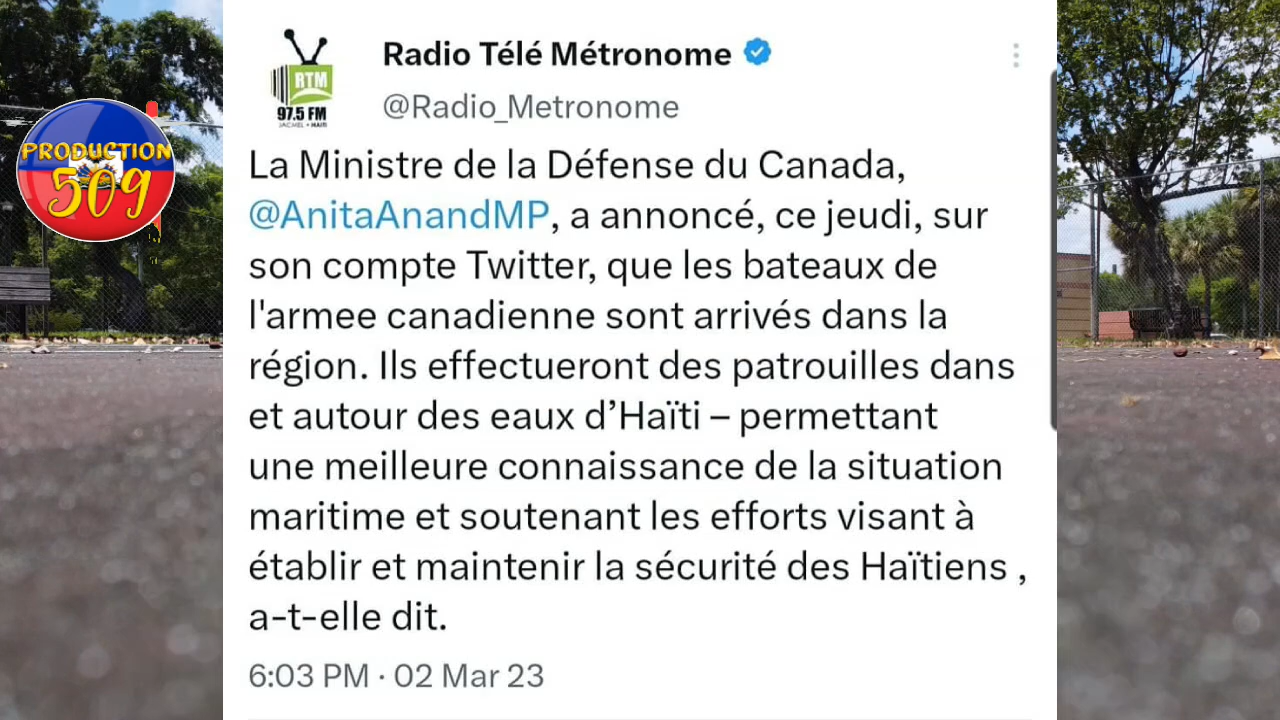 PRODUCTION
509
RTM
97.5 FM
JACMEL • HAITI
Radio Télé Métronome
@Radio_Metronome
La Ministre de la Défense du Canada,
@AnitaAnandMP, a annoncé, ce jeudi, sur
son compte Twitter, que les bateaux de
l'armee canadienne sont arrivés dans la
région. Ils effectueront des patrouilles dans
et autour des eaux d’Haïti – permettant
une meilleure connaissance de la situation
maritime et soutenant les efforts visant à
établir et maintenir la sécurité des Haïtiens ,
a-t-elle dit.
6:03 PM · 02 Mar 23